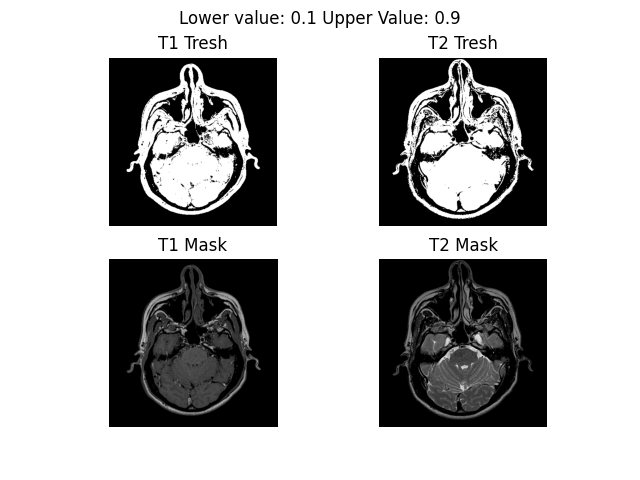 Lower value: 0.1 Upper Value: 0.9
T1 Tresh
T2 Tresh
T1 Mask
T2 Mask